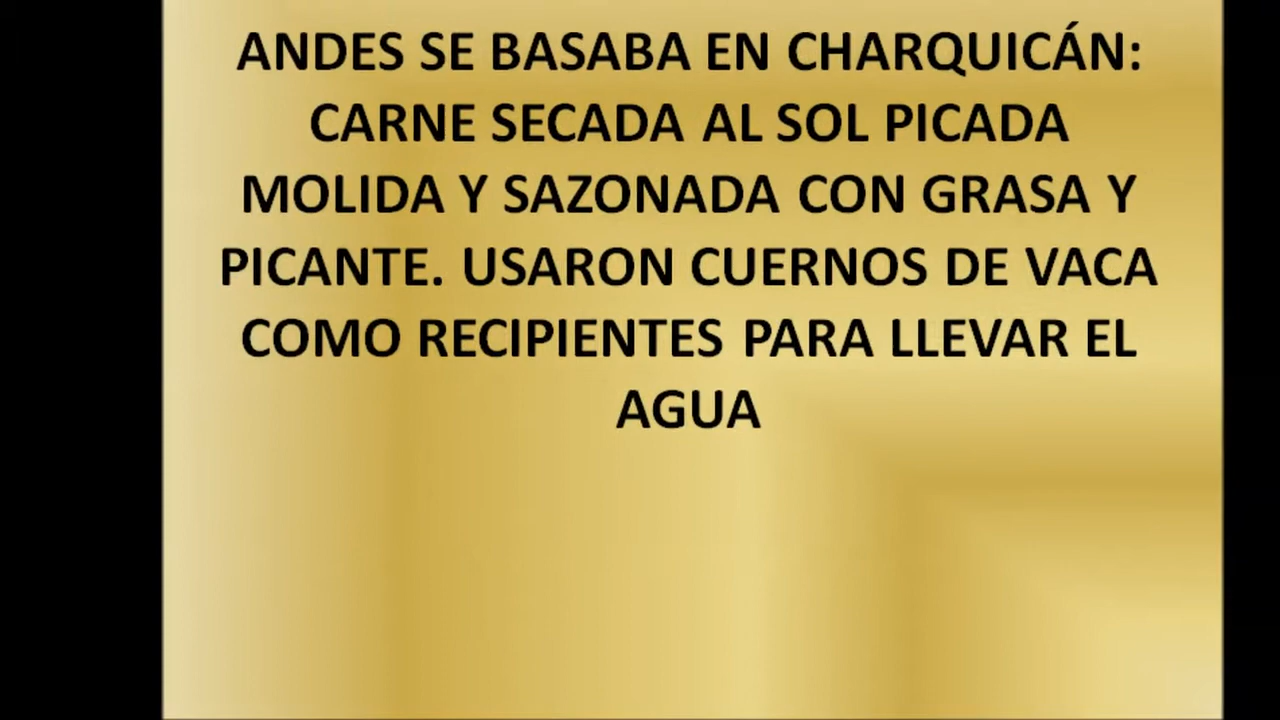 ANDES SE BASABA EN CHARQUICÁN:
CARNE SECADA AL SOL PICADA
MOLIDA Y SAZONADA CON GRASA Y
PICANTE. USARON CUERNOS DE VACA
COMO RECIPIENTES PARA LLEVAR EL
AGUA